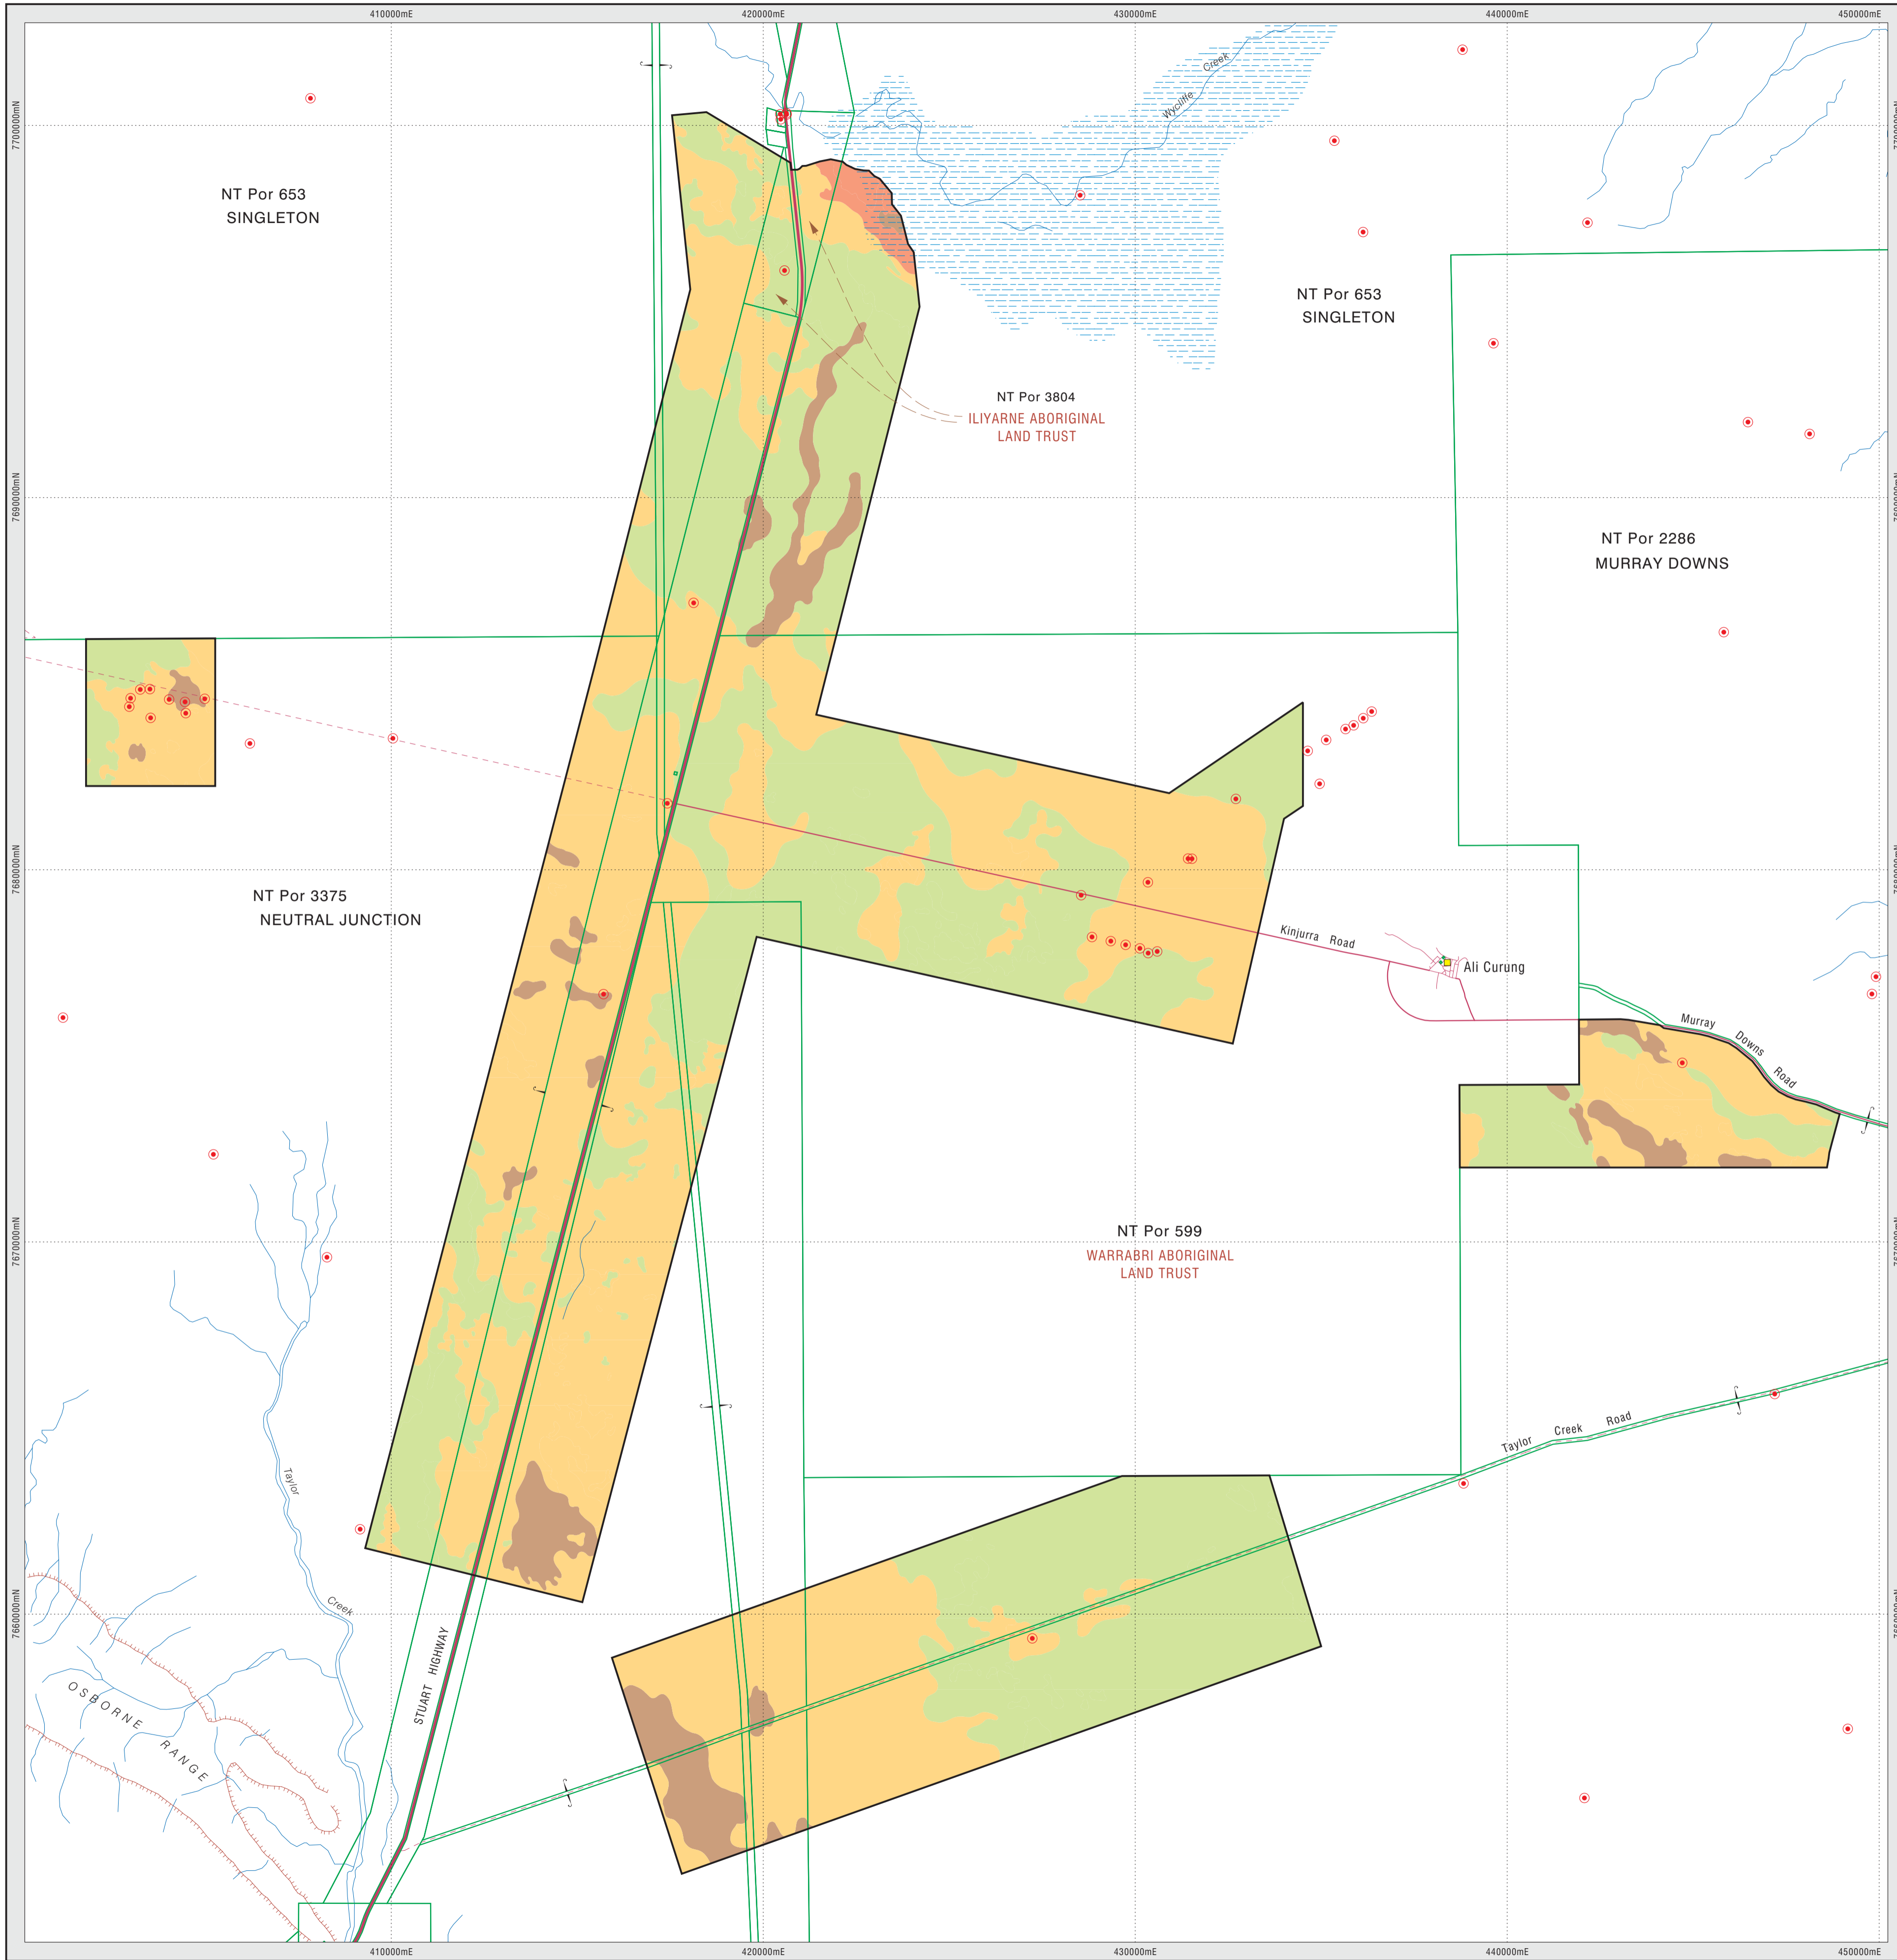 410000mE
420000mE
430000mE
440000mE
450000mE
7700000mN
Creek
Wycliffe
NT Por 653
SINGLETON
NT Por 653
SINGLETON
NT Por 3804
ILIYARNE ABORIGINAL
LAND TRUST
7690000mN
NT Por 2286
MURRAY DOWNS
7680000mN
NT Por 3375
NEUTRAL JUNCTION
Kinjurra Road
Ali Curung
Murray Downs Road
7670000mN
NT Por 599
WARRABRI ABORIGINAL
LAND TRUST
Taylor Creek Road
Taylor
Creek
7660000mN
STUART HIGHWAY
OSBORNE
RANGE
410000mE
420000mE
430000mE
440000mE
450000mE